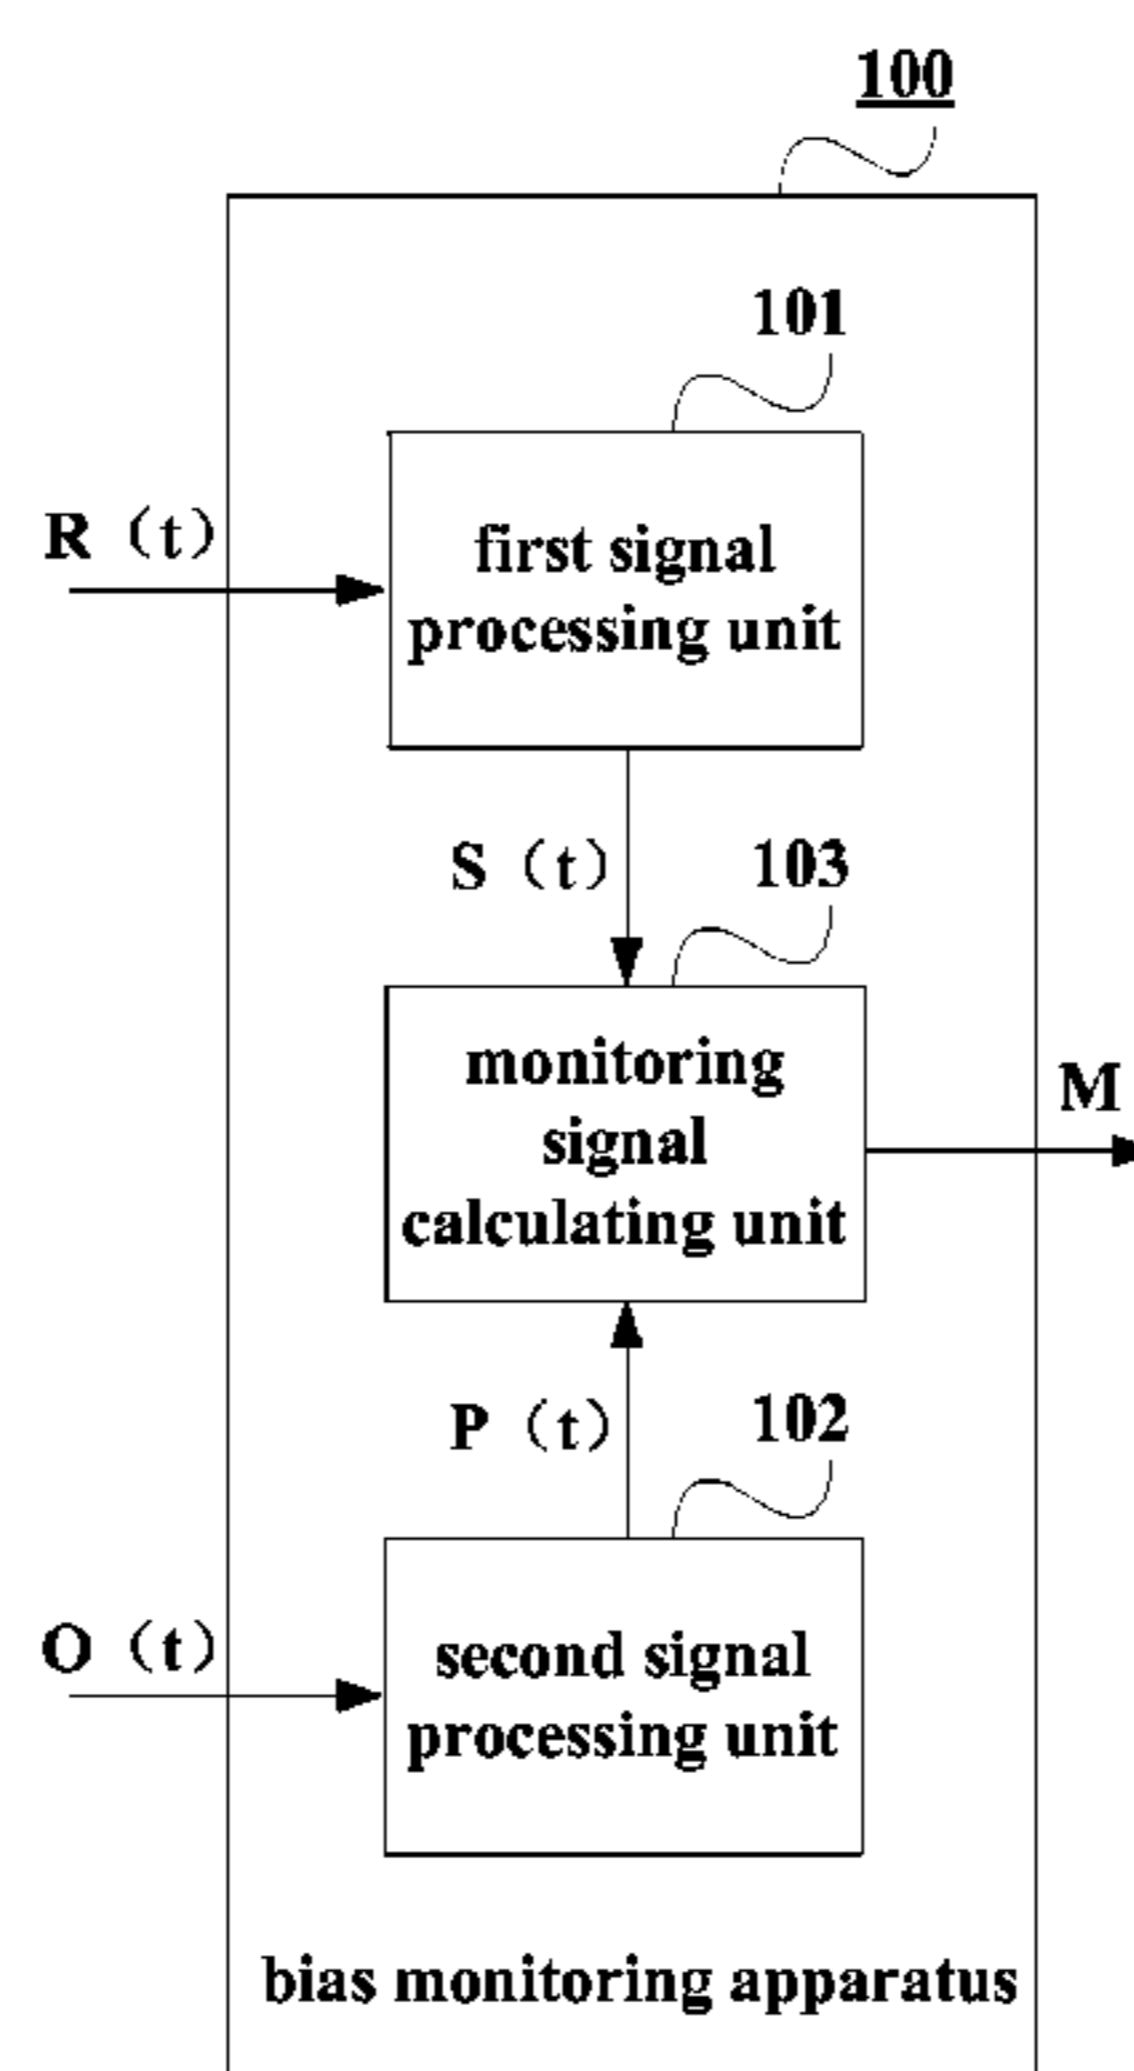 100
101
R (t)
first signal
processing unit
S (t)
103
monitoring
signal
calculating unit
M
P (t)
102
O (t)
second signal
processing unit
bias monitoring apparatus